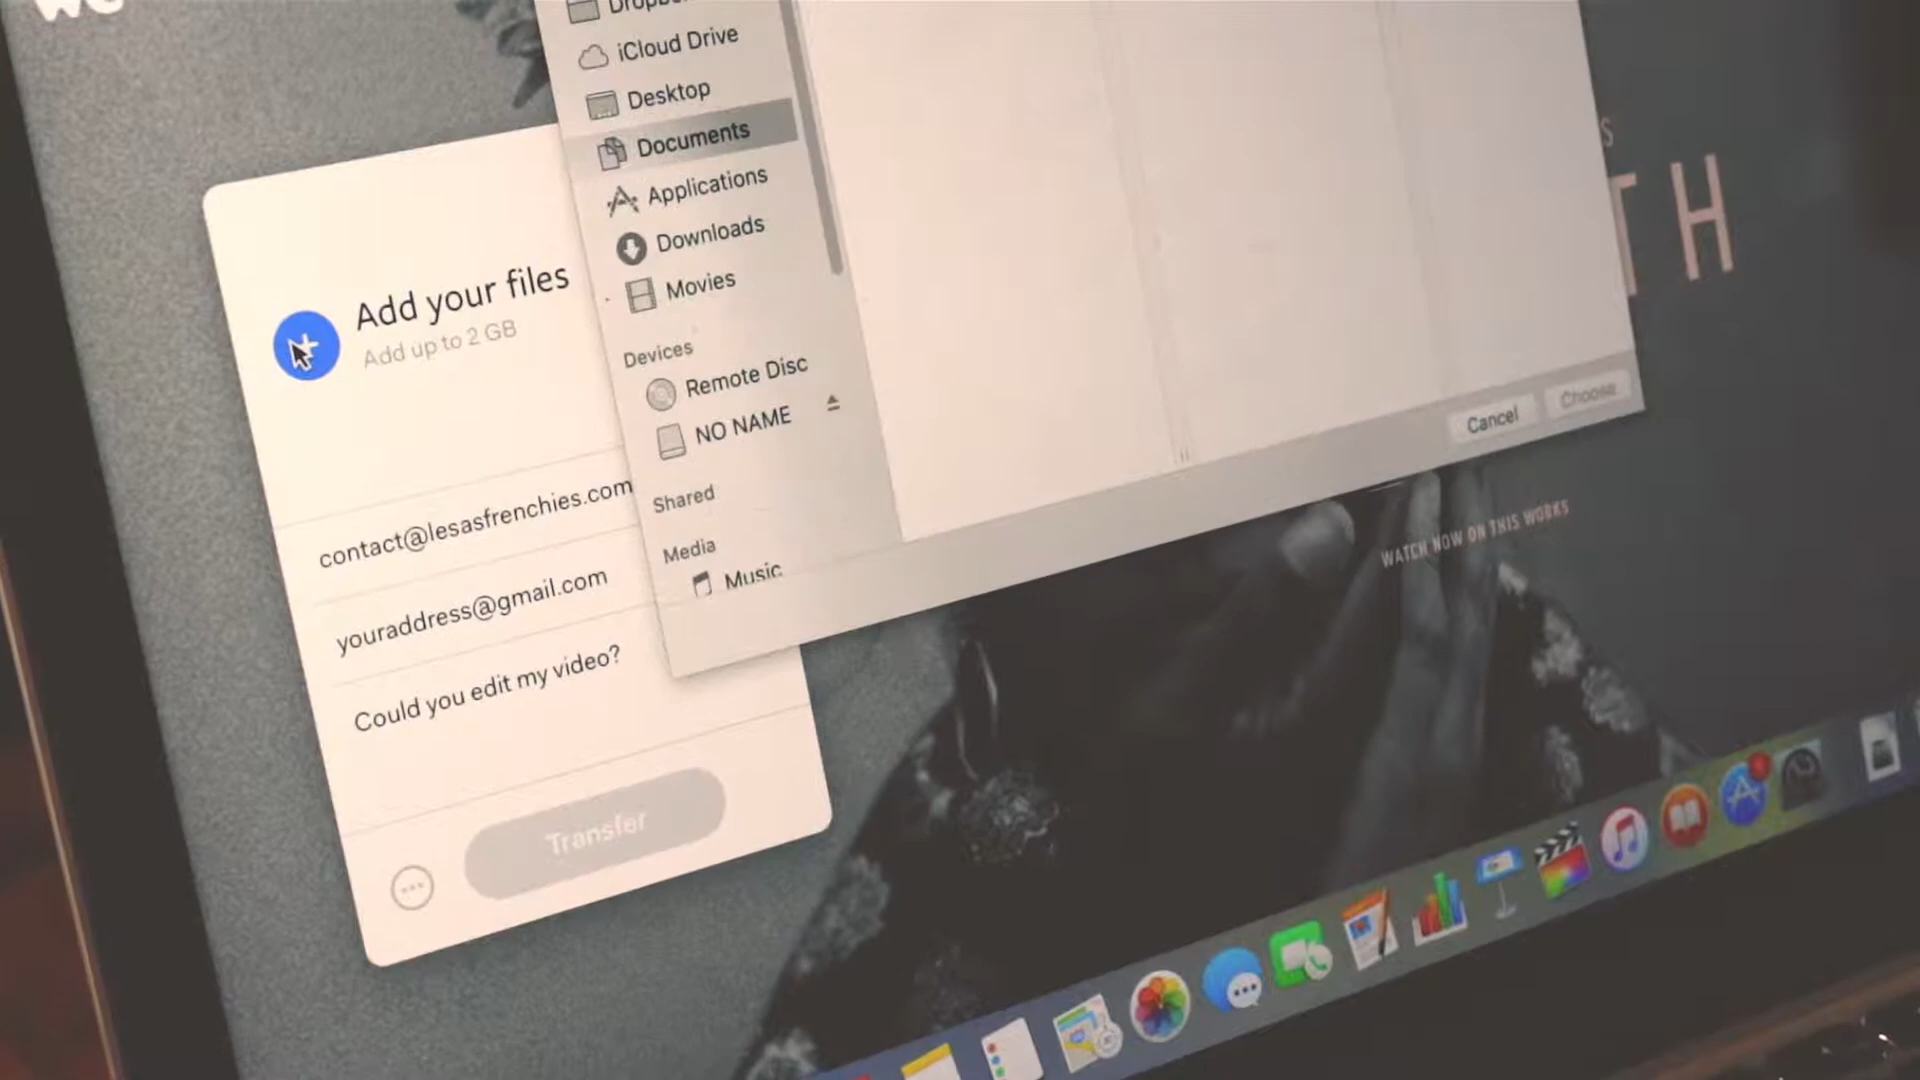 we
iCloud Drive
Desktop
Documents
Applications
Downloads
Movies
Devices
Remote Disc
NO NAME
Shared
Media
Music
Cancel
Choose
Add your files
Add up to 2 GB
contact@lesasfrenchies.com
youraddress@gmail.com
Could you edit my video?
Transfer
S
TH
WATCH NOW ON THIS WORKS